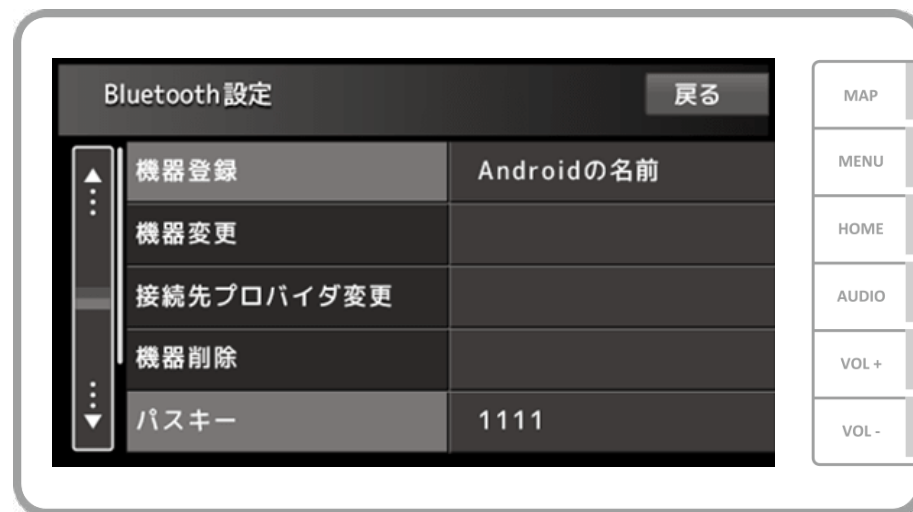 Bluetooth設定
戻る
機器登録
Androidの名前
機器変更
接続先プロバイダ変更
機器削除
パスキー
1111
MAP
MENU
HOME
AUDIO
VOL +
VOL -